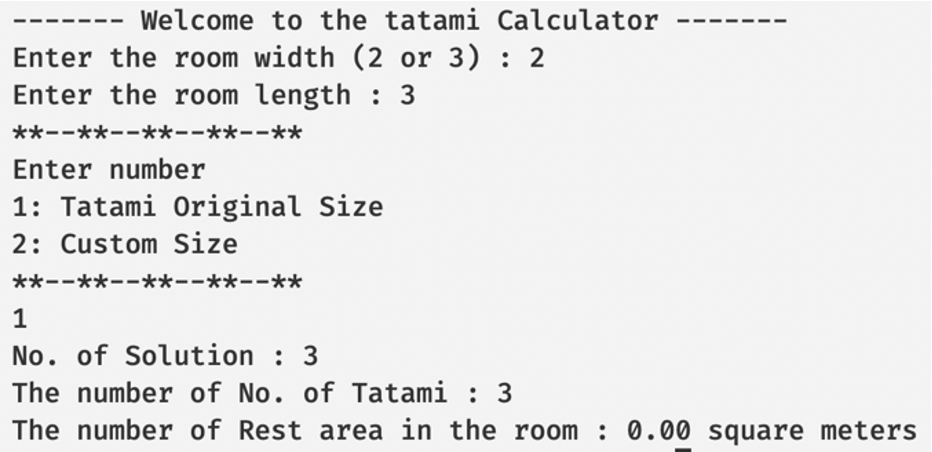 ------- Welcome to the tatami Calculator -------
Enter the room width (2 or 3) : 2
Enter the room length : 3
**--**--**--**--**
Enter number
1: Tatami Original Size
2: Custom Size
**--**--**--**--**
1
No. of Solution : 3
The number of No. of Tatami : 3
The number of Rest area in the room : 0.00 square meters